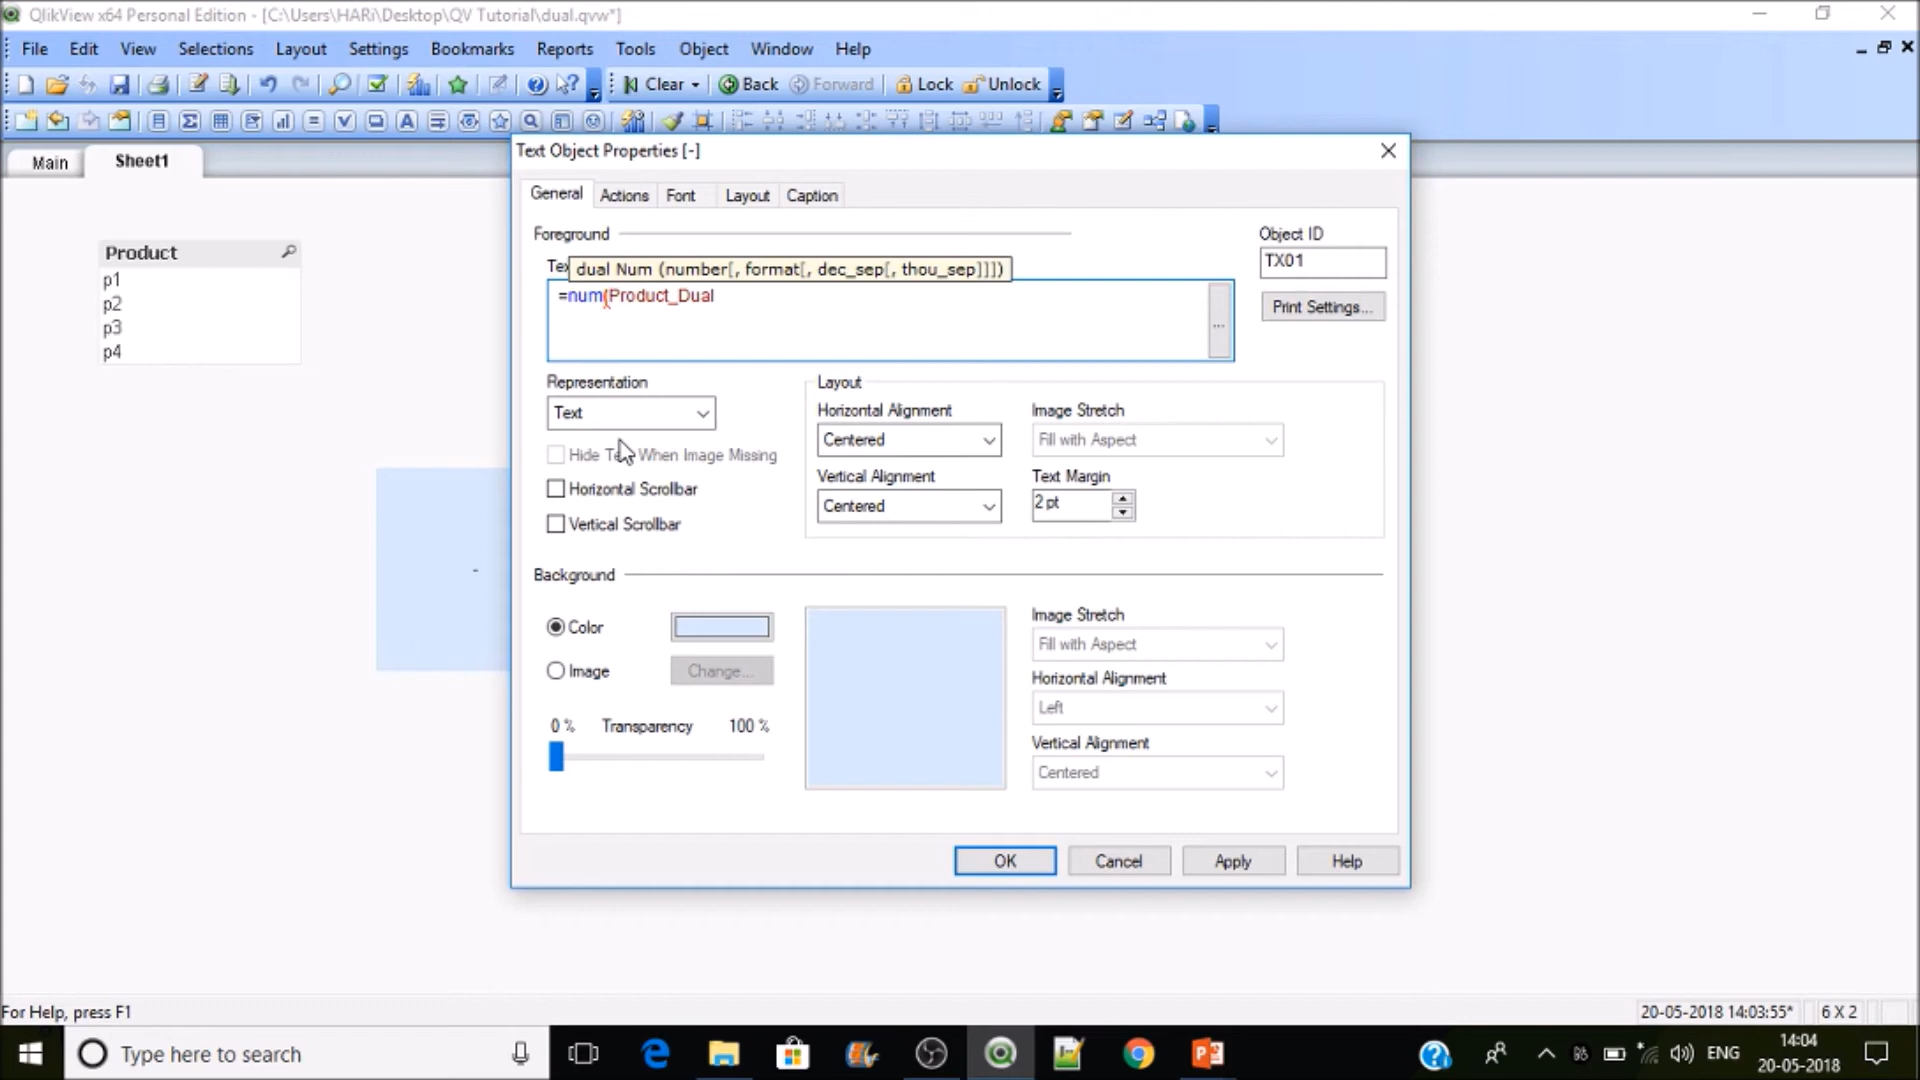 QlikView x64 Personal Edition - [C:\Users\HARi\Desktop\QV Tutorial\dual.qvw*]
File Edit View Selections Layout Settings Bookmarks Reports Tools Object Window Help
Clear Back Forward Lock Unlock
Main Sheet1
Product
p1
p2
p3
p4
-
Text Object Properties [-]
General Actions Font Layout Caption
Foreground
Object ID
TX01
Print Settings...
dual Num (number[, format[, dec_sep[, thou_sep]]])
=num(Product_Dual
...
Representation
Text
Hide When Image Missing
Horizontal Scrollbar
Vertical Scrollbar
Layout
Horizontal Alignment
Centered
Vertical Alignment
Centered
Image Stretch
Fill with Aspect
Text Margin
2 pt
Background
Color
Image
Change...
0 % Transparency 100 %
Image Stretch
Fill with Aspect
Horizontal Alignment
Left
Vertical Alignment
Centered
OK Cancel Apply Help
For Help, press F1
20-05-2018 14:03:55* 6 X 2
Type here to search
ENG
14:04
20-05-2018